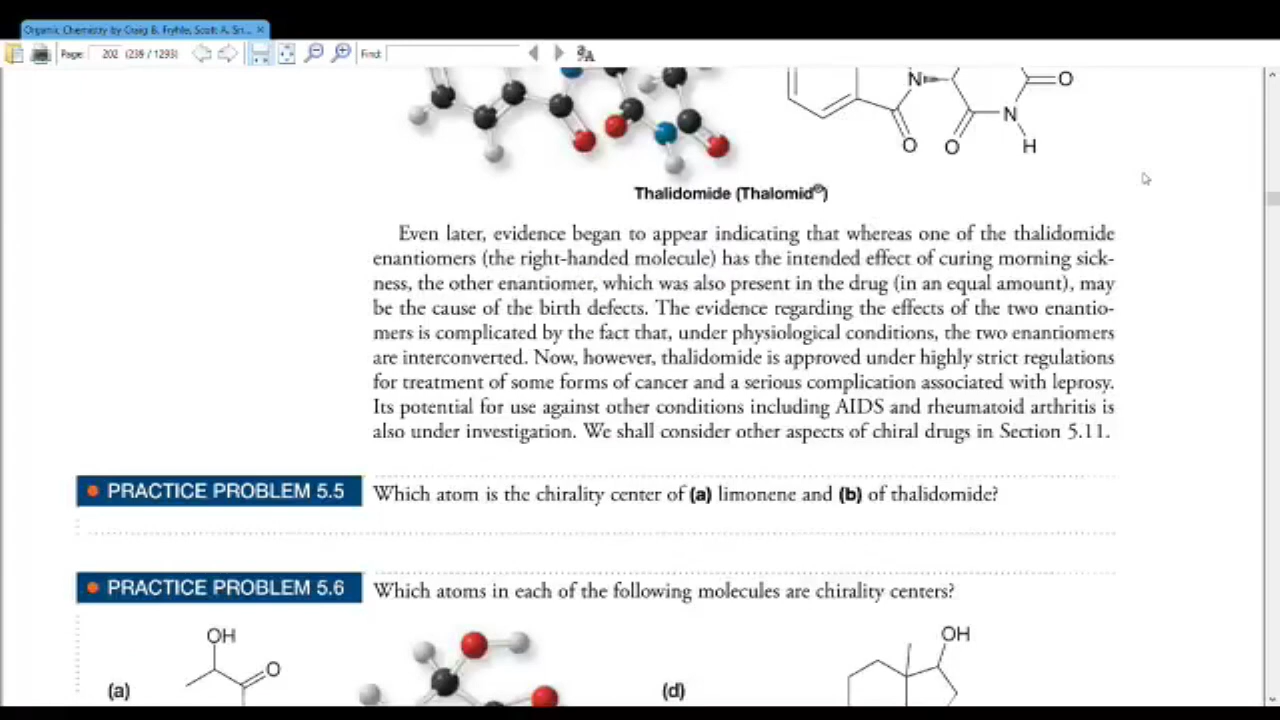 Organic Chemistry by Craig B. Fryhle, Scott A. Sn...
Page: 202 (239 / 1293) Find:
N O
N
O O H
Thalidomide (Thalomid®)
Even later, evidence began to appear indicating that whereas one of the thalidomide
enantiomers (the right-handed molecule) has the intended effect of curing morning sick-
ness, the other enantiomer, which was also present in the drug (in an equal amount), may
be the cause of the birth defects. The evidence regarding the effects of the two enantio-
mers is complicated by the fact that, under physiological conditions, the two enantiomers
are interconverted. Now, however, thalidomide is approved under highly strict regulations
for treatment of some forms of cancer and a serious complication associated with leprosy.
Its potential for use against other conditions including AIDS and rheumatoid arthritis is
also under investigation. We shall consider other aspects of chiral drugs in Section 5.11.
PRACTICE PROBLEM 5.5 Which atom is the chirality center of (a) limonene and (b) of thalidomide?
PRACTICE PROBLEM 5.6 Which atoms in each of the following molecules are chirality centers?
OH OH
O
(a) (d)